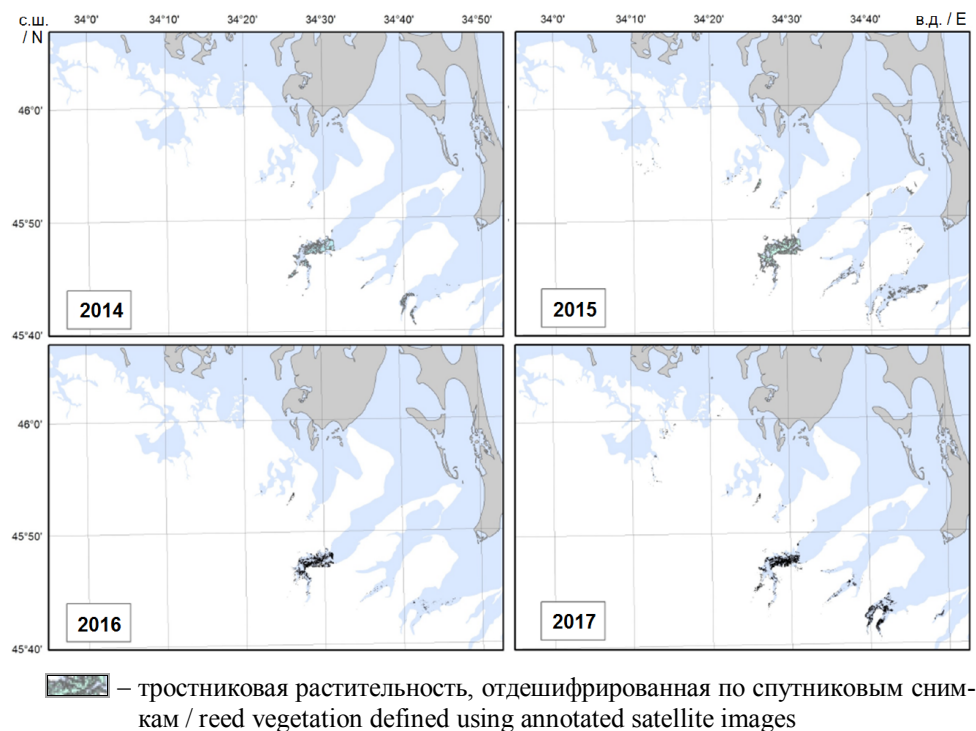 с.ш. / N
34°0' 34°10' 34°20' 34°30' 34°40' 34°50' 34°0' 34°10' 34°20' 34°30' 34°40' в.д. / E
46°0'
45°50'
2014 2015
45°40'
46°0'
45°50'
2016 2017
45°40'
– тростниковая растительность, отдешифрированная по спутниковым сним-
кам / reed vegetation defined using annotated satellite images